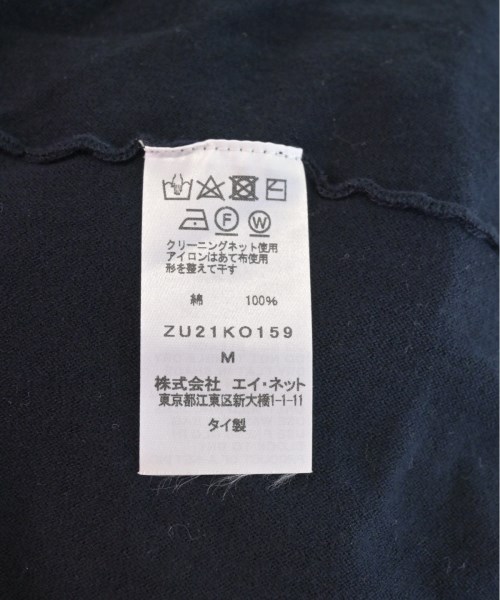 F W
クリーニングネット使用
アイロンはあて布使用
形を整えて干す
綿 100%
ZU21KO159
M
株式会社 エイ・ネット
東京都江東区新大橋1-1-11
タイ製